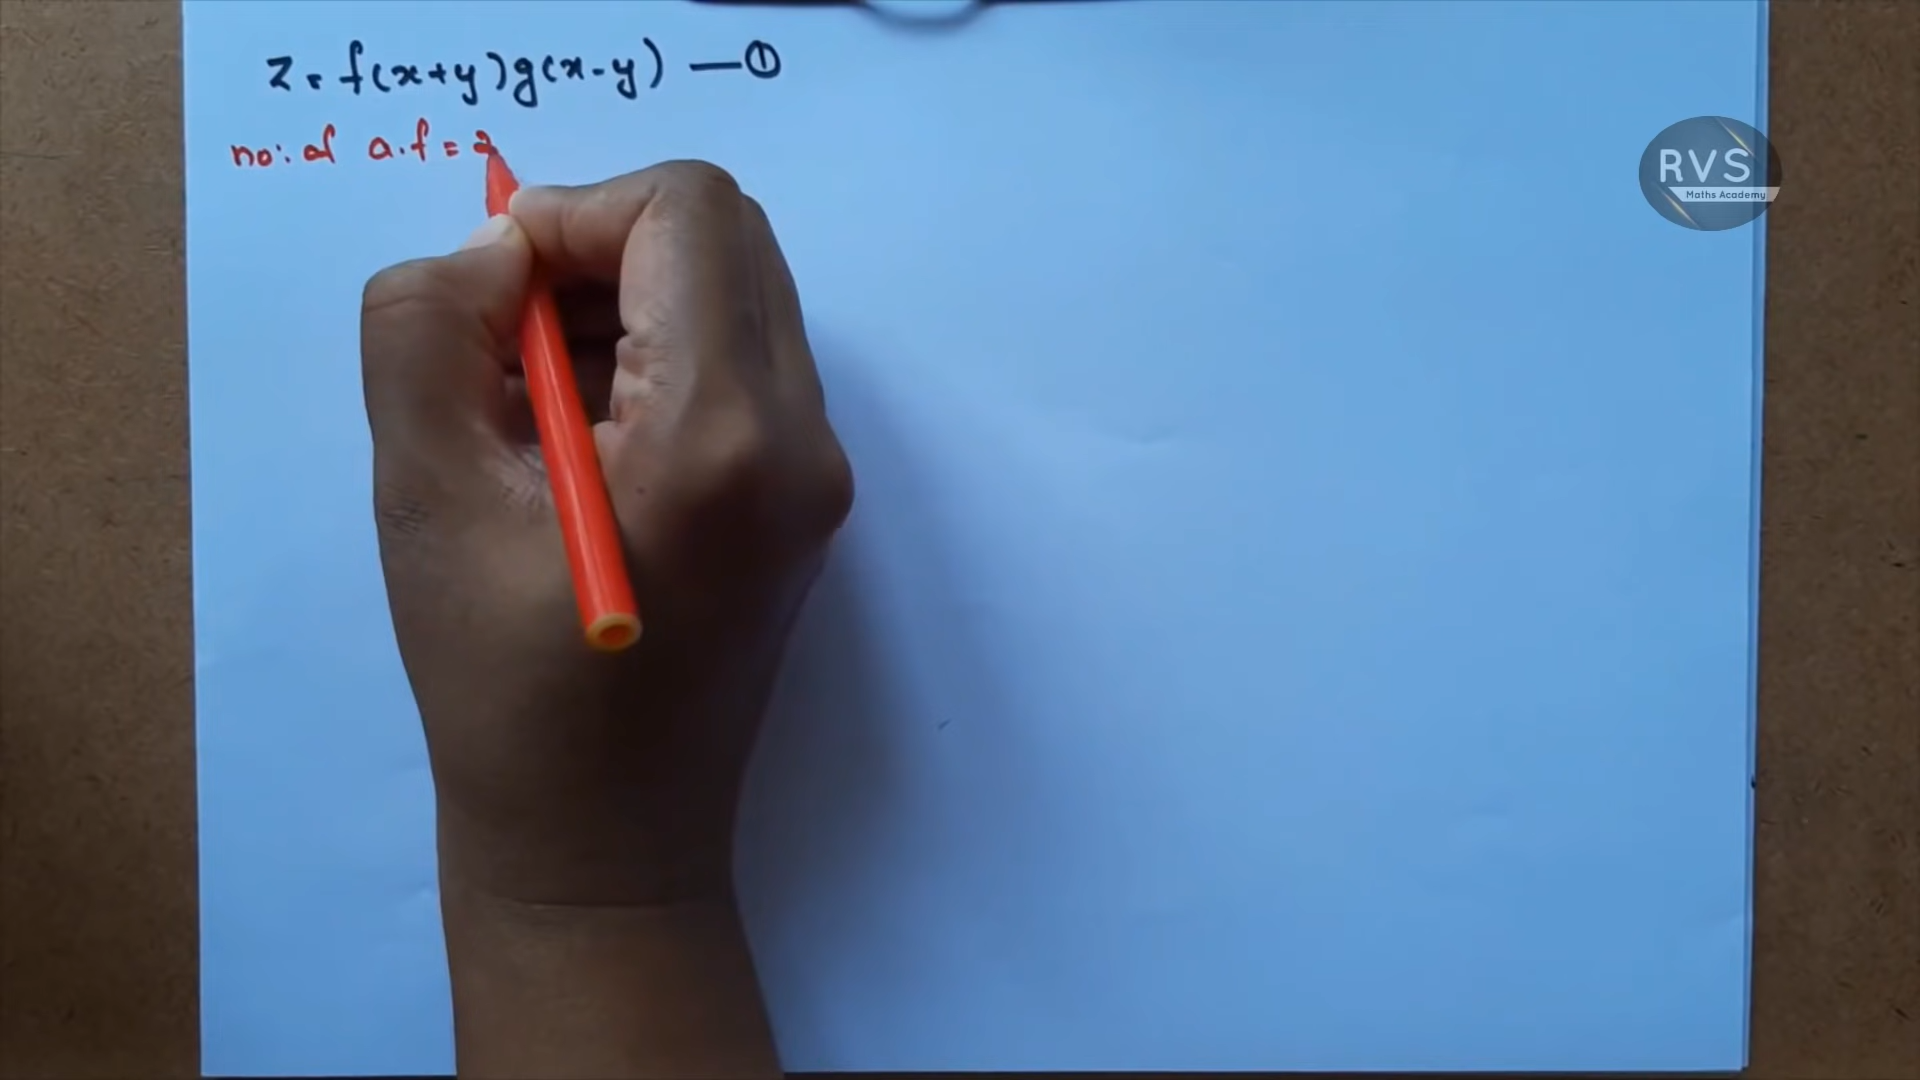 z = f(x+y)g(x-y) —①
no: of a.f = 2
RVS
Maths Academy